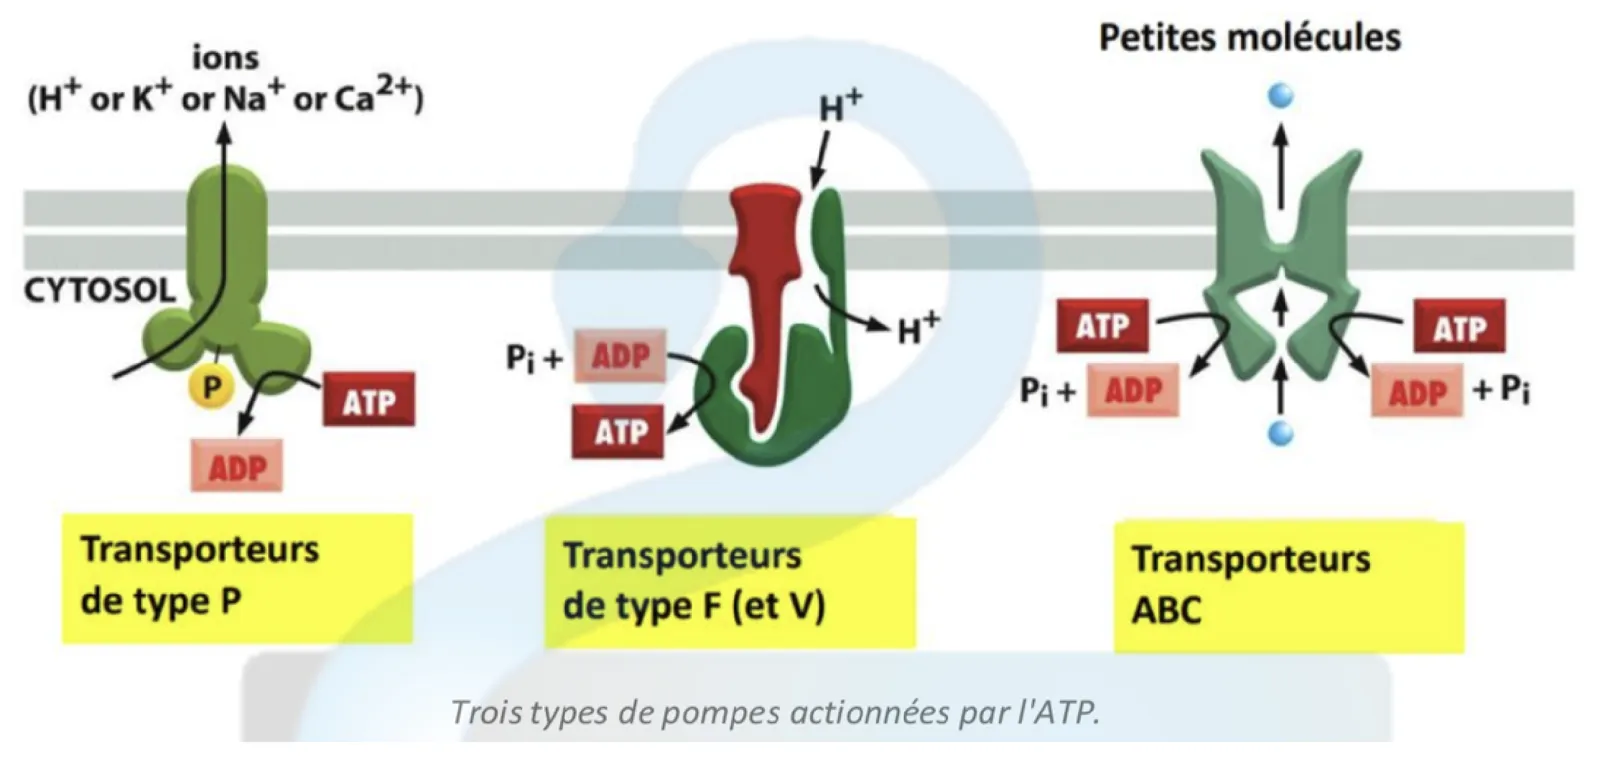 ions
(H⁺ or K⁺ or Na⁺ or Ca²⁺)
CYTOSOL
P
ATP
ADP
Transporteurs
de type P
H⁺
H⁺
Pi + ADP
ATP
Transporteurs
de type F (et V)
Petites molécules
ATP
ATP
Pi + ADP
ADP + Pi
Transporteurs
ABC
Trois types de pompes actionnées par l'ATP.